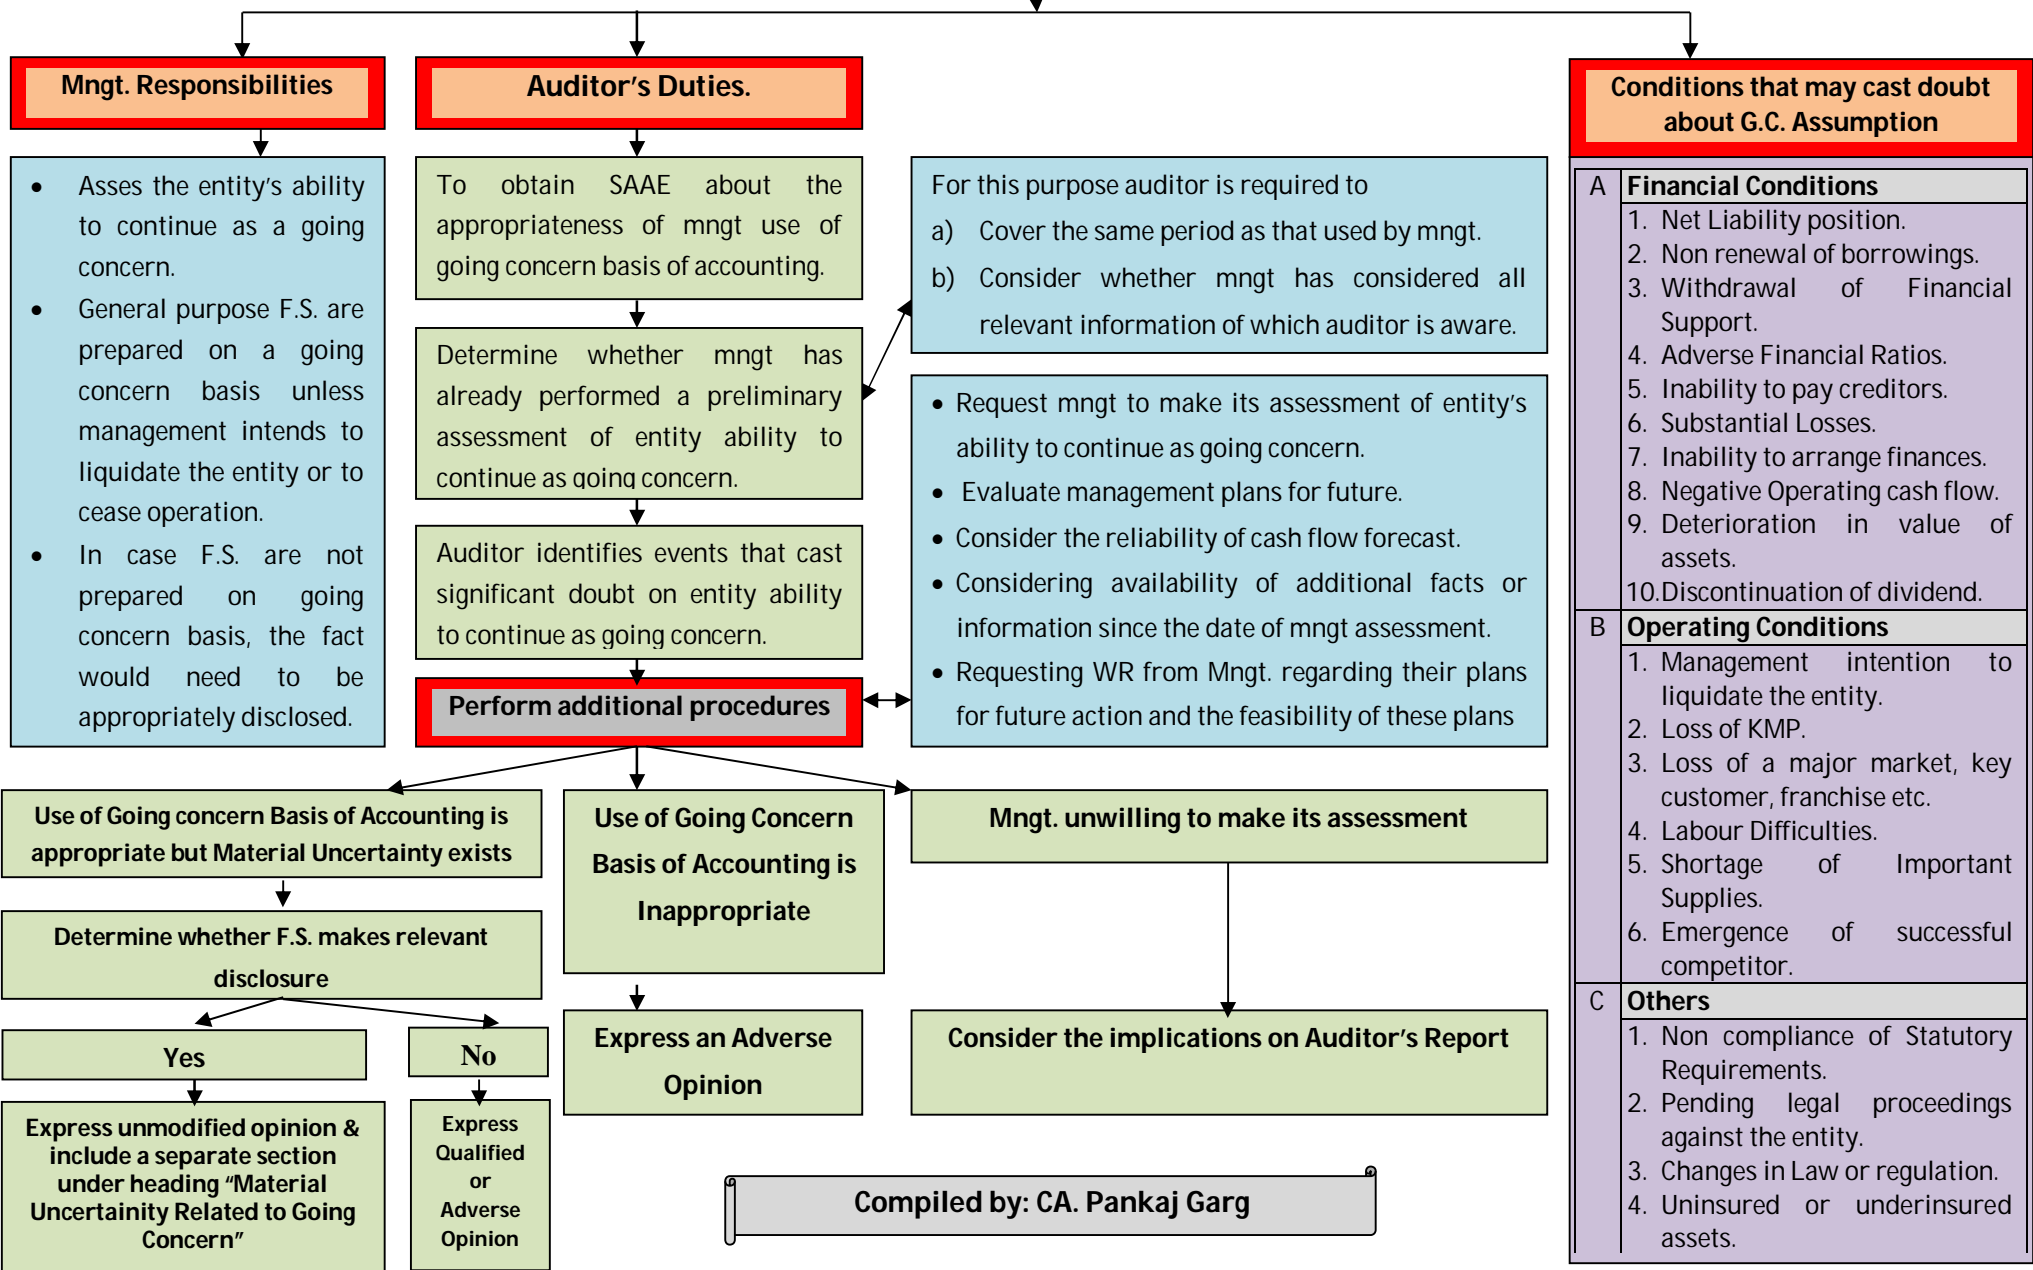 Mngt. Responsibilities
• Asses the entity's ability
to continue as a going
concern.
• General purpose F.S. are
prepared on a going
concern basis unless
management intends to
liquidate the entity or to
cease operation.
• In case F.S. are not
prepared on going
concern basis, the fact
would need to be
appropriately disclosed.
Auditor's Duties.
To obtain SAAE about the
appropriateness of mngt use of
going concern basis of accounting.
Determine whether mngt has
already performed a preliminary
assessment of entity ability to
continue as going concern.
For this purpose auditor is required to
a) Cover the same period as that used by mngt.
b) Consider whether mngt has considered all
relevant information of which auditor is aware.
Auditor identifies events that cast
significant doubt on entity ability
to continue as going concern.
Perform additional procedures
• Request mngt to make its assessment of entity's
ability to continue as going concern.
• Evaluate management plans for future.
• Consider the reliability of cash flow forecast.
• Considering availability of additional facts or
information since the date of mngt assessment.
• Requesting WR from Mngt. regarding their plans
for future action and the feasibility of these plans
Use of Going concern Basis of Accounting is
appropriate but Material Uncertainty exists
Determine whether F.S. makes relevant
disclosure
Yes
Express unmodified opinion &
include a separate section
under heading “Material
Uncertainity Related to Going
Concern”
No
Express
Qualified
or
Adverse
Opinion
Use of Going Concern
Basis of Accounting is
Inappropriate
Express an Adverse
Opinion
Mngt. unwilling to make its assessment
Consider the implications on Auditor's Report
Compiled by: CA. Pankaj Garg
Conditions that may cast doubt
about G.C. Assumption
A Financial Conditions
1. Net Liability position.
2. Non renewal of borrowings.
3. Withdrawal of Financial
Support.
4. Adverse Financial Ratios.
5. Inability to pay creditors.
6. Substantial Losses.
7. Inability to arrange finances.
8. Negative Operating cash flow.
9. Deterioration in value of
assets.
10.Discontinuation of dividend.
B Operating Conditions
1. Management intention to
liquidate the entity.
2. Loss of KMP.
3. Loss of a major market, key
customer, franchise etc.
4. Labour Difficulties.
5. Shortage of Important
Supplies.
6. Emergence of successful
competitor.
C Others
1. Non compliance of Statutory
Requirements.
2. Pending legal proceedings
against the entity.
3. Changes in Law or regulation.
4. Uninsured or underinsured
assets.